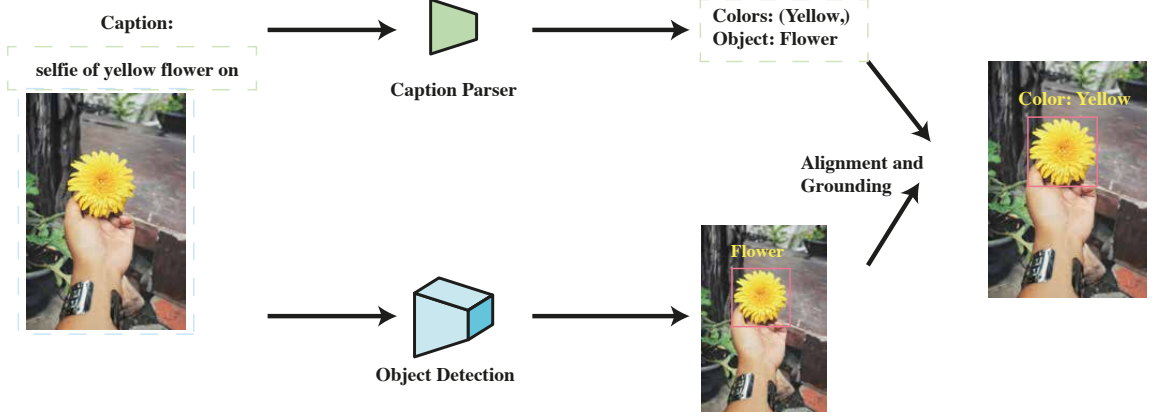 Caption:
selfie of yellow flower on
Caption Parser
Colors: (Yellow,)
Object: Flower
Object Detection
Flower
Alignment and
Grounding
Color: Yellow